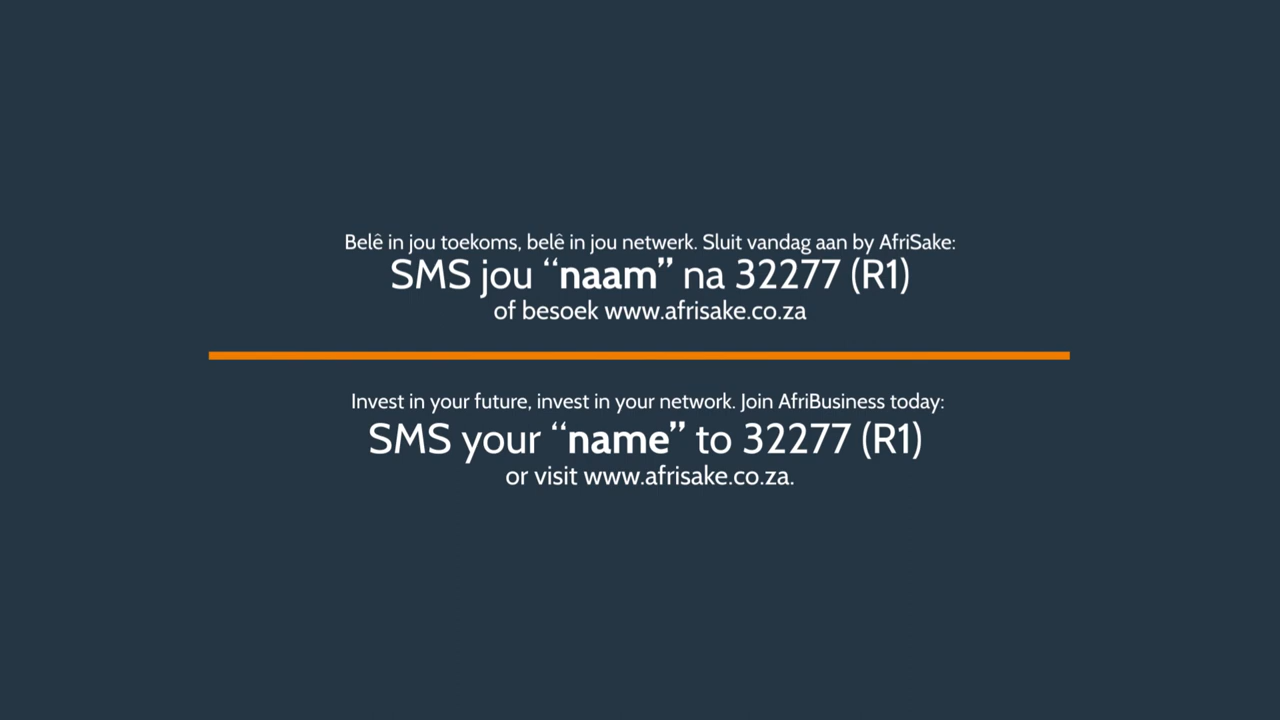 Belê in jou toekoms, belê in jou netwerk. Sluit vandag aan by AfriSake:
SMS jou “naam” na 32277 (R1)
of besoek www.afrisake.co.za
Invest in your future, invest in your network. Join AfriBusiness today:
SMS your “name” to 32277 (R1)
or visit www.afrisake.co.za.